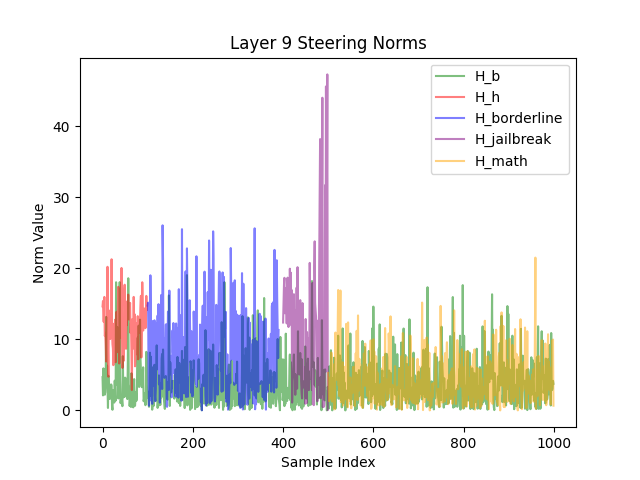 Layer 9 Steering Norms
H_b
H_h
H_borderline
H_jailbreak
H_math
Norm Value
40
30
20
10
0
0
200
400
600
800
1000
Sample Index